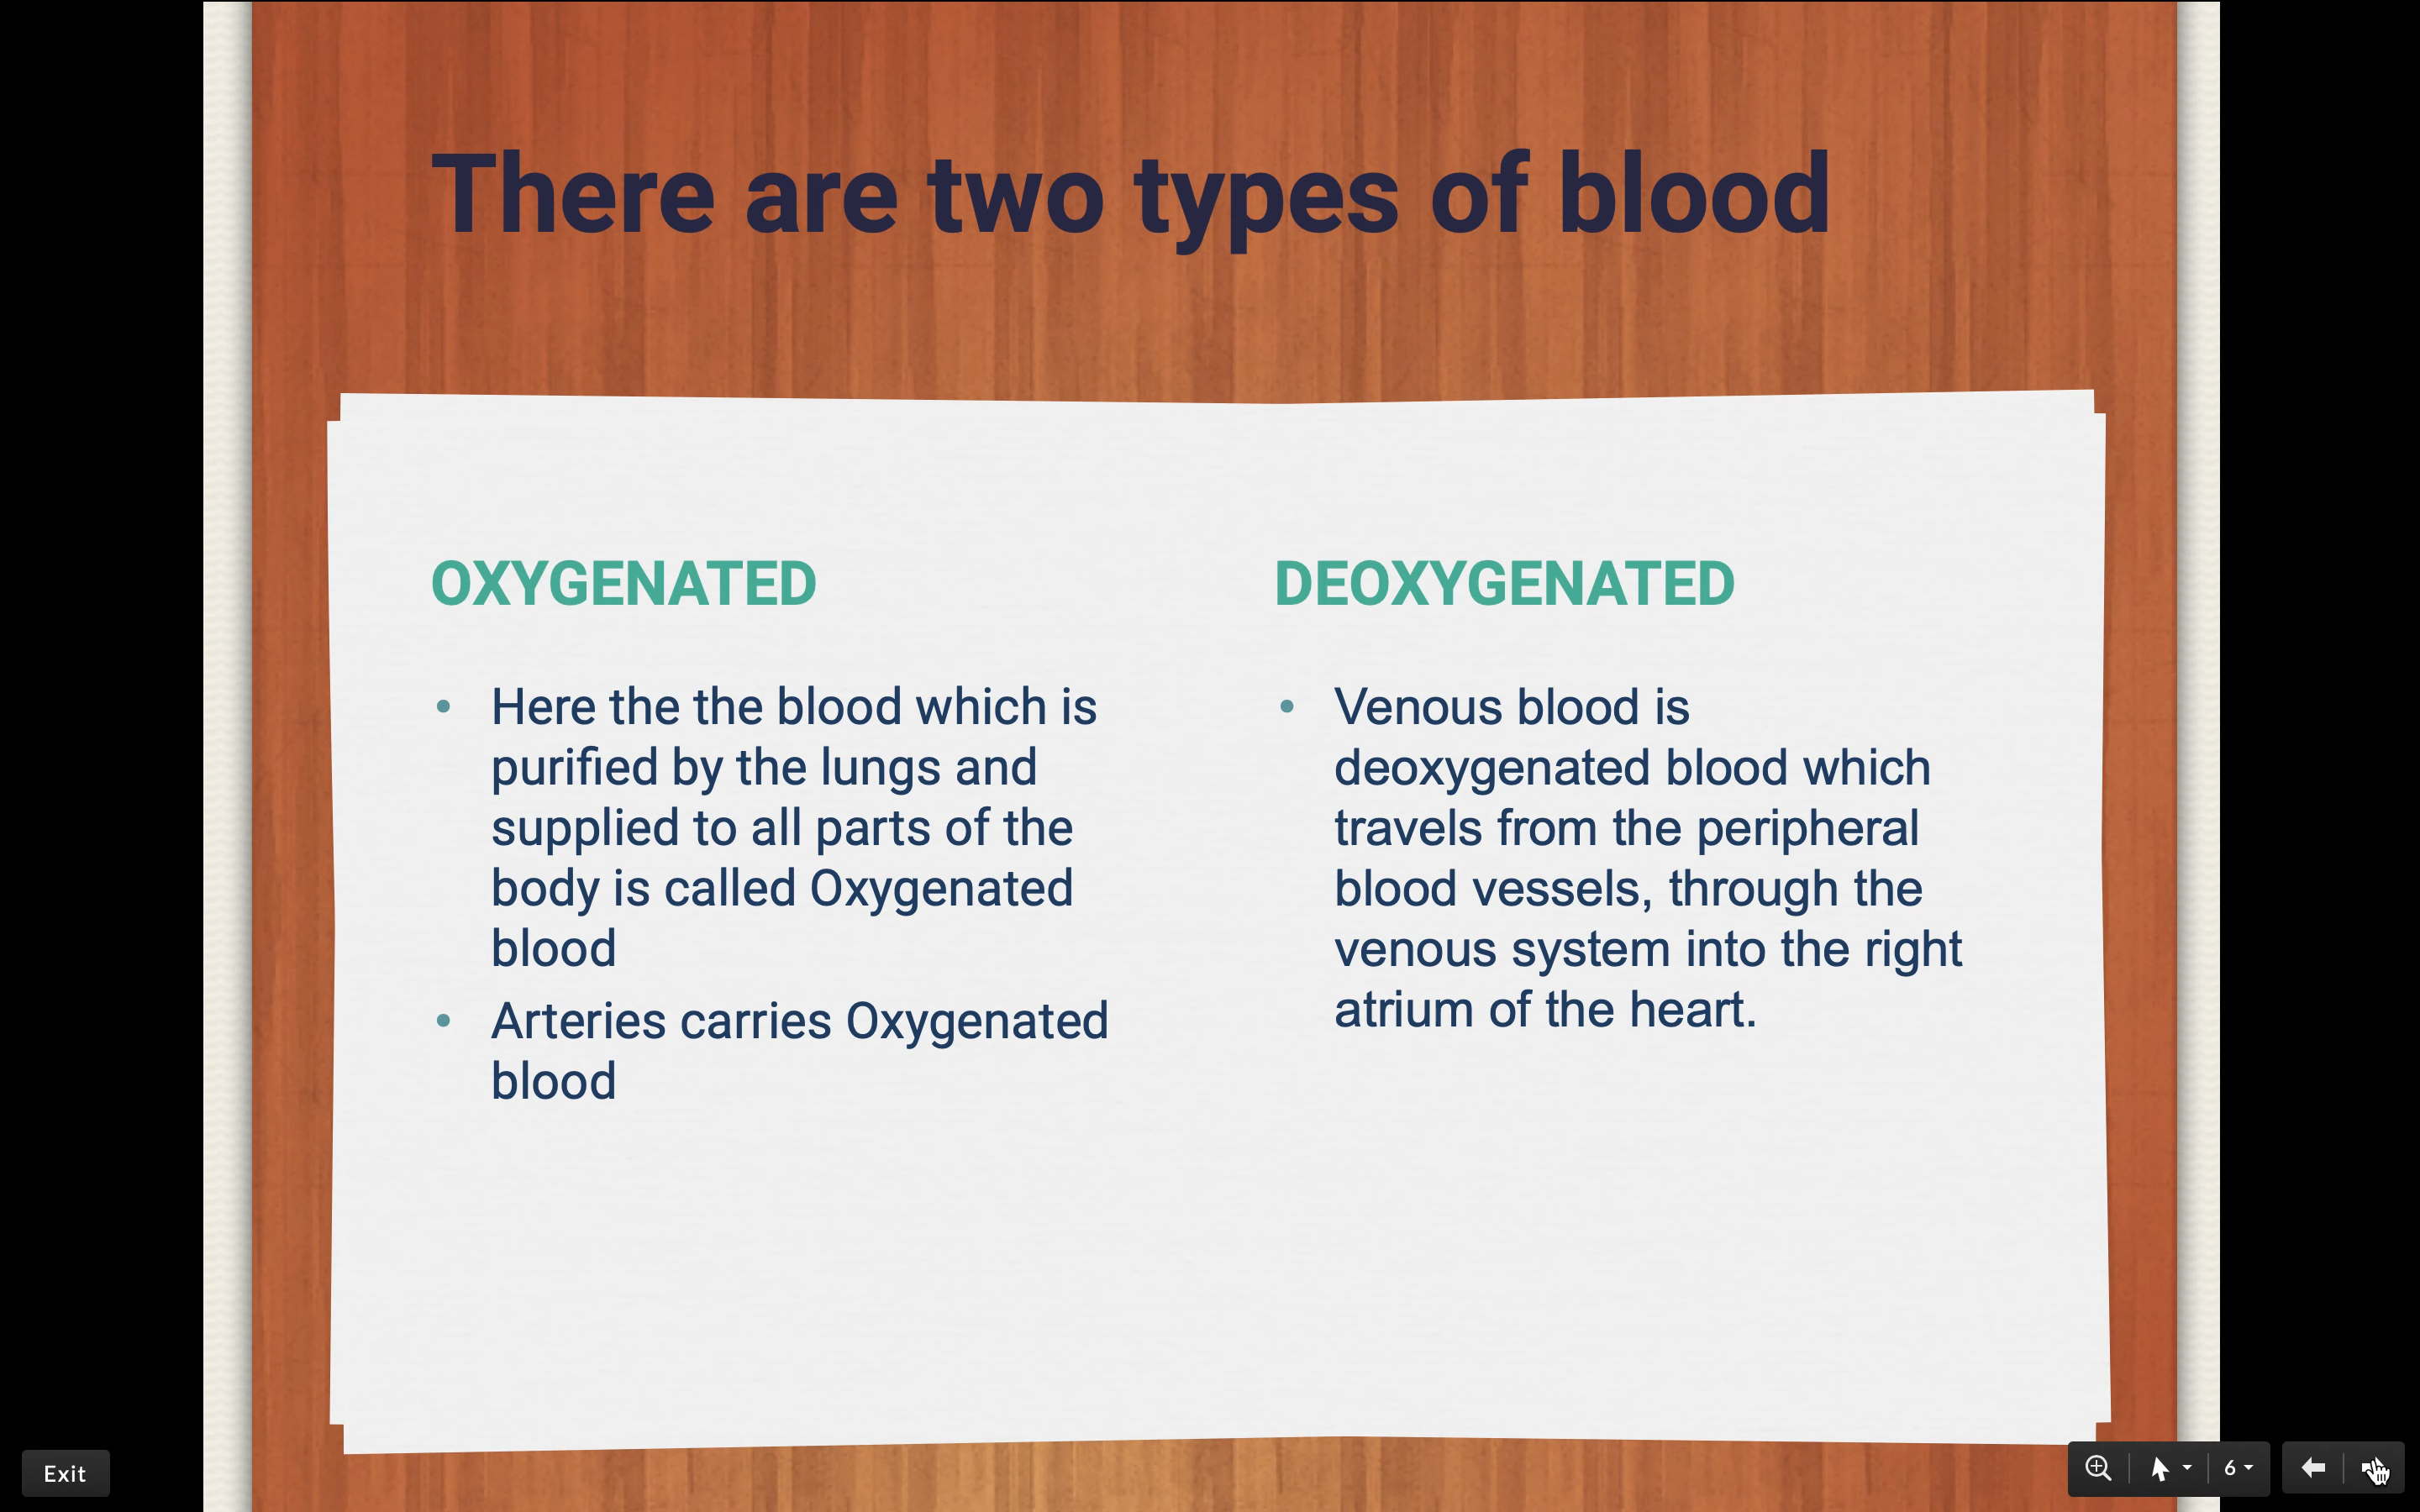 There are two types of blood
OXYGENATED
Here the the blood which is
purified by the lungs and
supplied to all parts of the
body is called Oxygenated
blood
Arteries carries Oxygenated
blood
DEOXYGENATED
Venous blood is
deoxygenated blood which
travels from the peripheral
blood vessels, through the
venous system into the right
atrium of the heart.
Exit
6